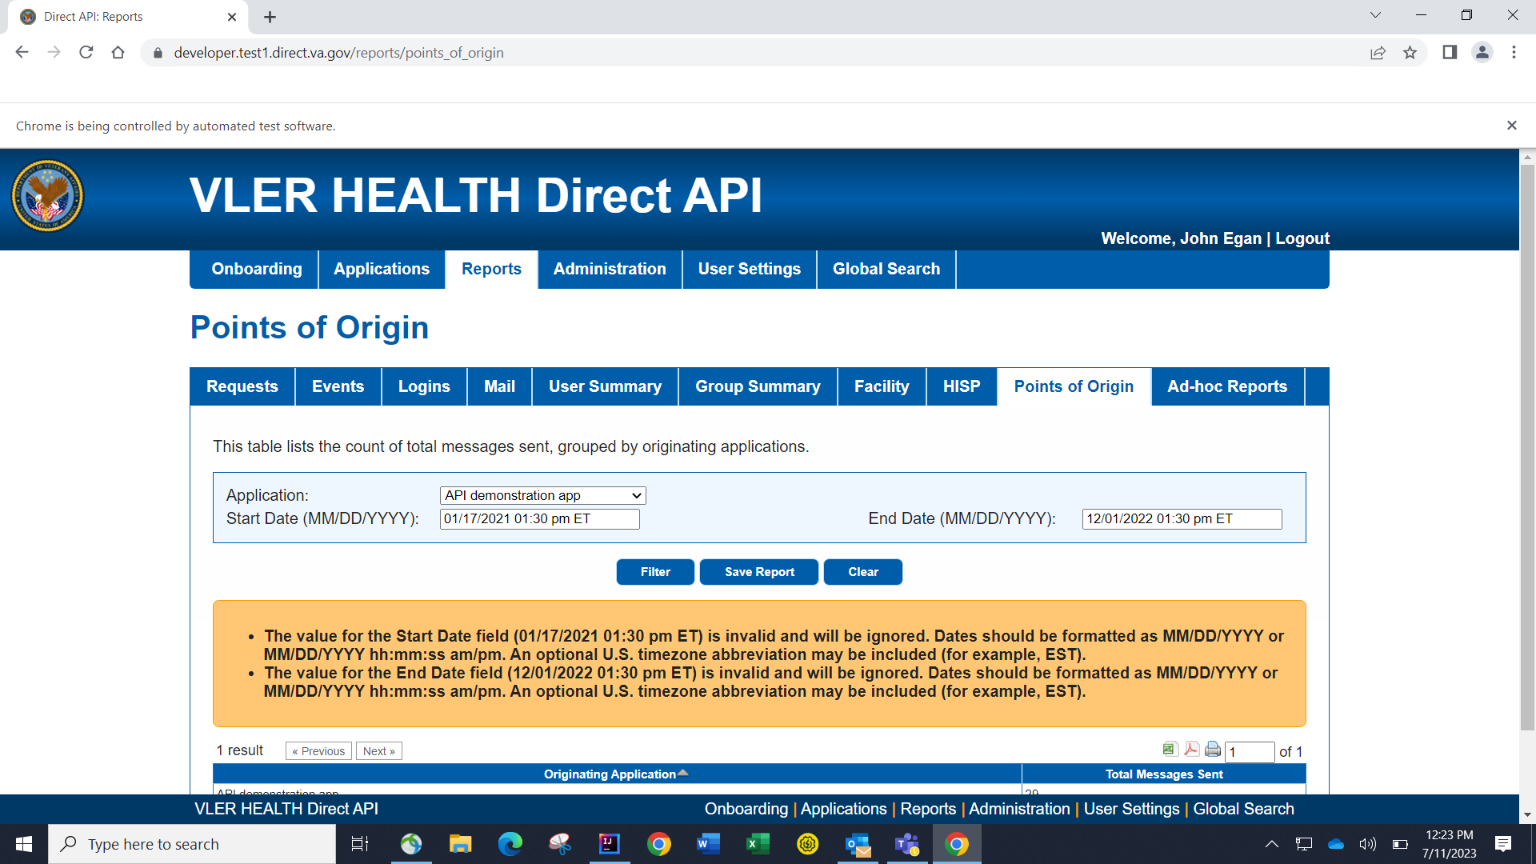 Direct API: Reports
developer.test1.direct.va.gov/reports/points_of_origin
Chrome is being controlled by automated test software.
VLER HEALTH Direct API
Welcome, John Egan | Logout
Onboarding Applications Reports Administration User Settings Global Search
Points of Origin
Requests Events Logins Mail User Summary Group Summary Facility HISP Points of Origin Ad-hoc Reports
This table lists the count of total messages sent, grouped by originating applications.
Application: API demonstration app
Start Date (MM/DD/YYYY): 01/17/2021 01:30 pm ET End Date (MM/DD/YYYY): 12/01/2022 01:30 pm ET
Filter Save Report Clear
• The value for the Start Date field (01/17/2021 01:30 pm ET) is invalid and will be ignored. Dates should be formatted as MM/DD/YYYY or
MM/DD/YYYY hh:mm:ss am/pm. An optional U.S. timezone abbreviation may be included (for example, EST).
• The value for the End Date field (12/01/2022 01:30 pm ET) is invalid and will be ignored. Dates should be formatted as MM/DD/YYYY or
MM/DD/YYYY hh:mm:ss am/pm. An optional U.S. timezone abbreviation may be included (for example, EST).
1 result « Previous Next » 1 of 1
Originating Application Total Messages Sent
API demonstration app
VLER HEALTH Direct API Onboarding | Applications | Reports | Administration | User Settings | Global Search
Type here to search
12:23 PM
7/11/2023